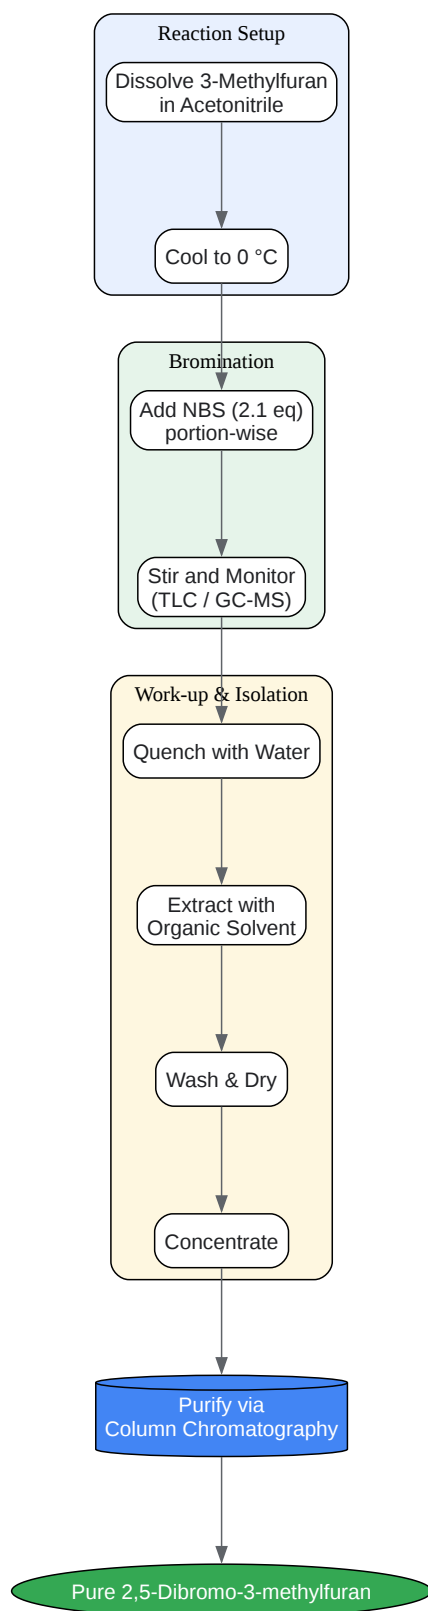 Reaction Setup
Dissolve 3-Methylfuran
in Acetonitrile
Cool to 0 °C
Bromination
Add NBS (2.1 eq)
portion-wise
Stir and Monitor
(TLC / GC-MS)
Work-up & Isolation
Quench with Water
Extract with
Organic Solvent
Wash & Dry
Concentrate
Purify via
Column Chromatography
Pure 2,5-Dibromo-3-methylfuran